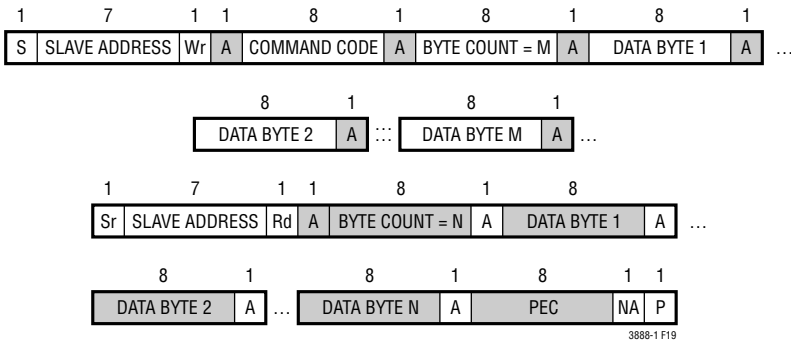 1 7 1 1 8 1 8 1 8 1
S SLAVE ADDRESS Wr A COMMAND CODE A BYTE COUNT = M A DATA BYTE 1 A …
8 1 8 1
DATA BYTE 2 A … DATA BYTE M A …
1 7 1 1 8 1 8 1
Sr SLAVE ADDRESS Rd A BYTE COUNT = N A DATA BYTE 1 A …
8 1 8 1 8 1 1
DATA BYTE 2 A … DATA BYTE N A PEC NA P
3888-1 F19